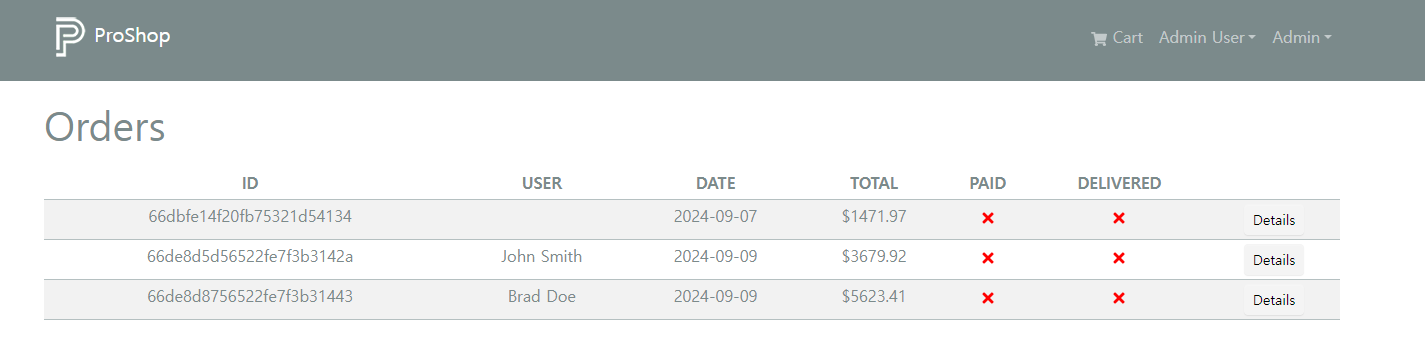 ProShop Cart Admin User Admin
Orders
ID USER DATE TOTAL PAID DELIVERED
66dbfe14f20fb75321d54134 2024-09-07 $1471.97 Details
66de8d5d56522fe7f3b3142a John Smith 2024-09-09 $3679.92 Details
66de8d8756522fe7f3b31443 Brad Doe 2024-09-09 $5623.41 Details